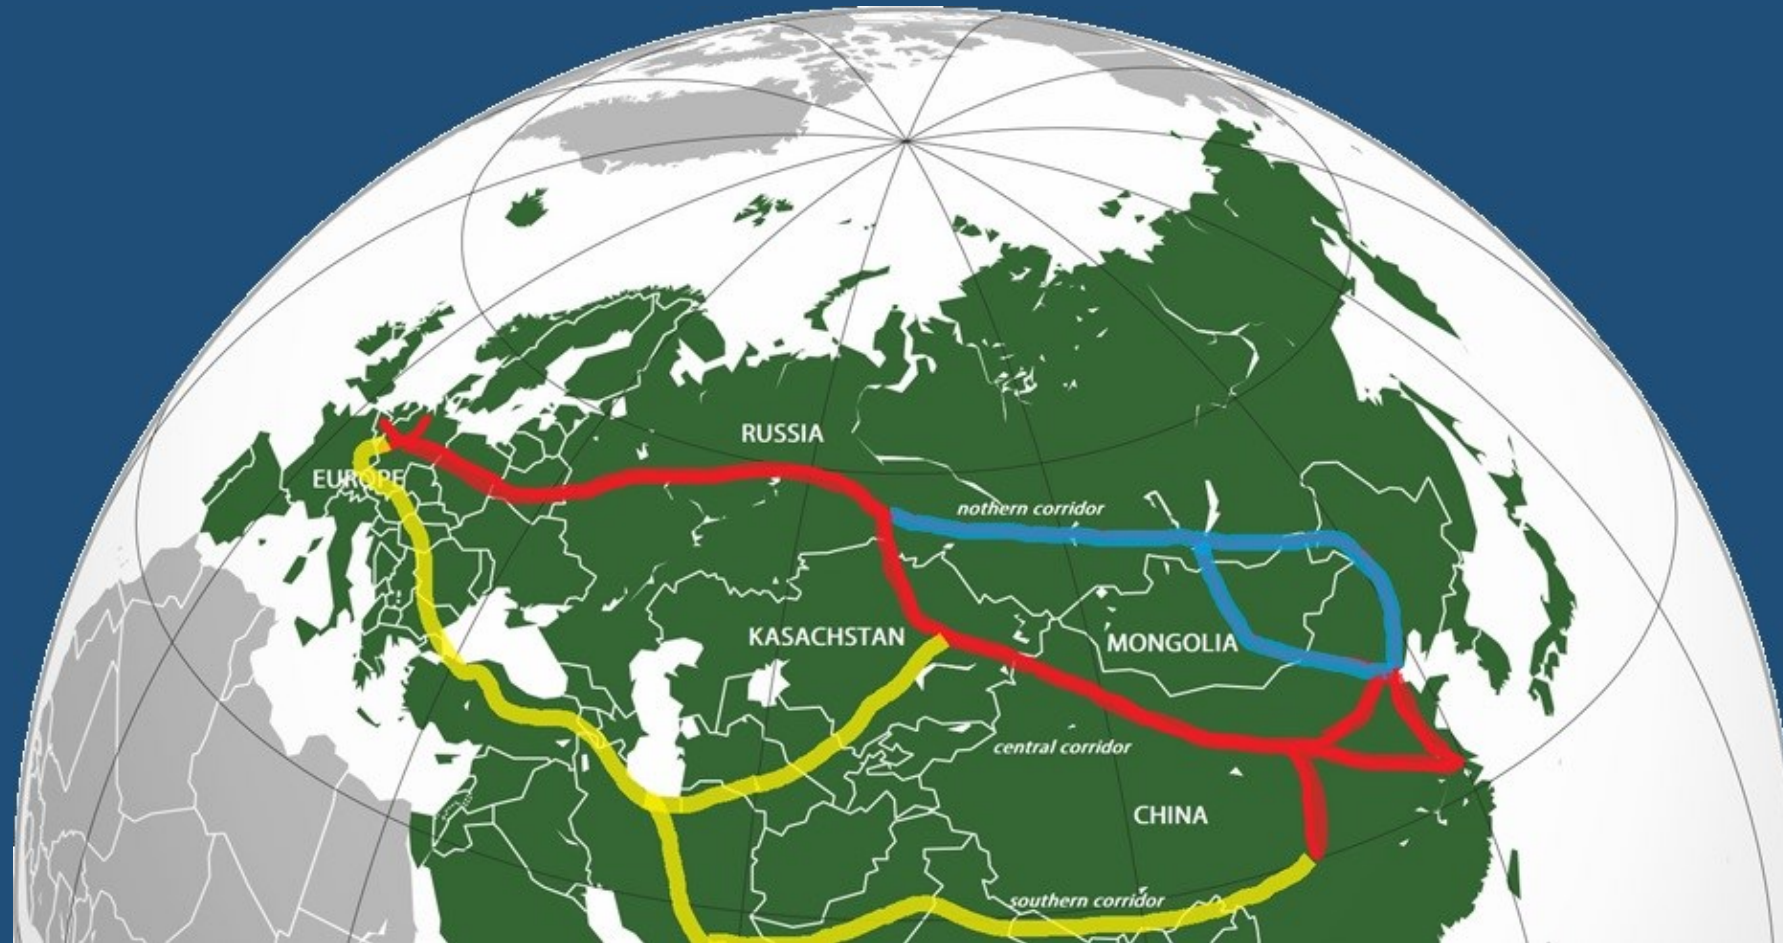 RUSSIA
EUROPE
nothern corridor
KASACHSTAN
MONGOLIA
central corridor
CHINA
southern corridor